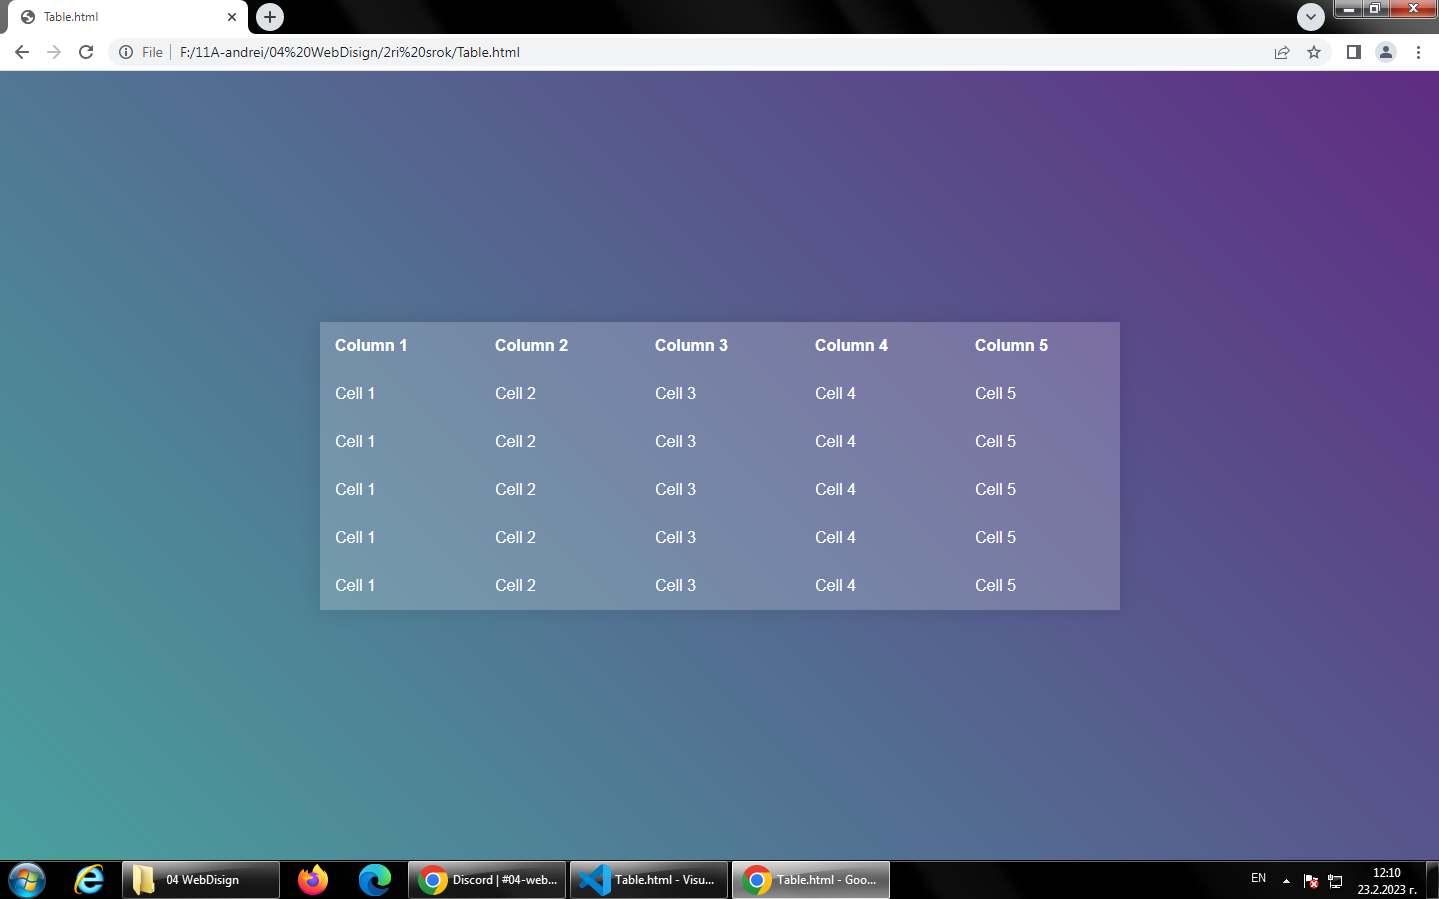 Table.html
File F:/11A-andrei/04%20WebDisign/2ri%20srok/Table.html
Column 1 Column 2 Column 3 Column 4 Column 5
Cell 1 Cell 2 Cell 3 Cell 4 Cell 5
Cell 1 Cell 2 Cell 3 Cell 4 Cell 5
Cell 1 Cell 2 Cell 3 Cell 4 Cell 5
Cell 1 Cell 2 Cell 3 Cell 4 Cell 5
Cell 1 Cell 2 Cell 3 Cell 4 Cell 5
04 WebDisign Discord | #04-web... Table.html - Visu... Table.html - Goo... EN 12:10
23.2.2023 г.